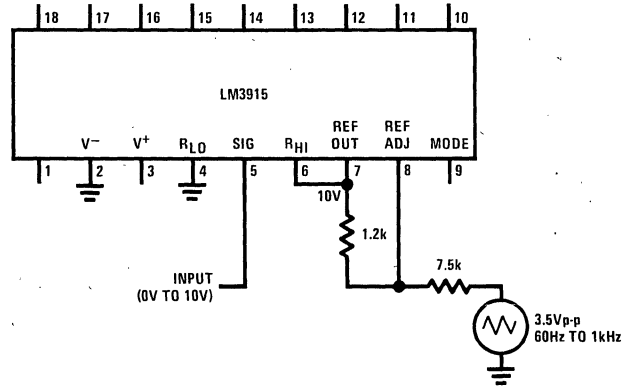 18 17 16 15 14 13 12 11 10
LM3915
V⁻ V⁺ R_LO SIG R_HI REF OUT REF ADJ MODE
1 2 3 4 5 6 7 8 9
10V
1.2k
7.5k
INPUT
(0V TO 10V)
3.5Vp-p
60Hz TO 1kHz